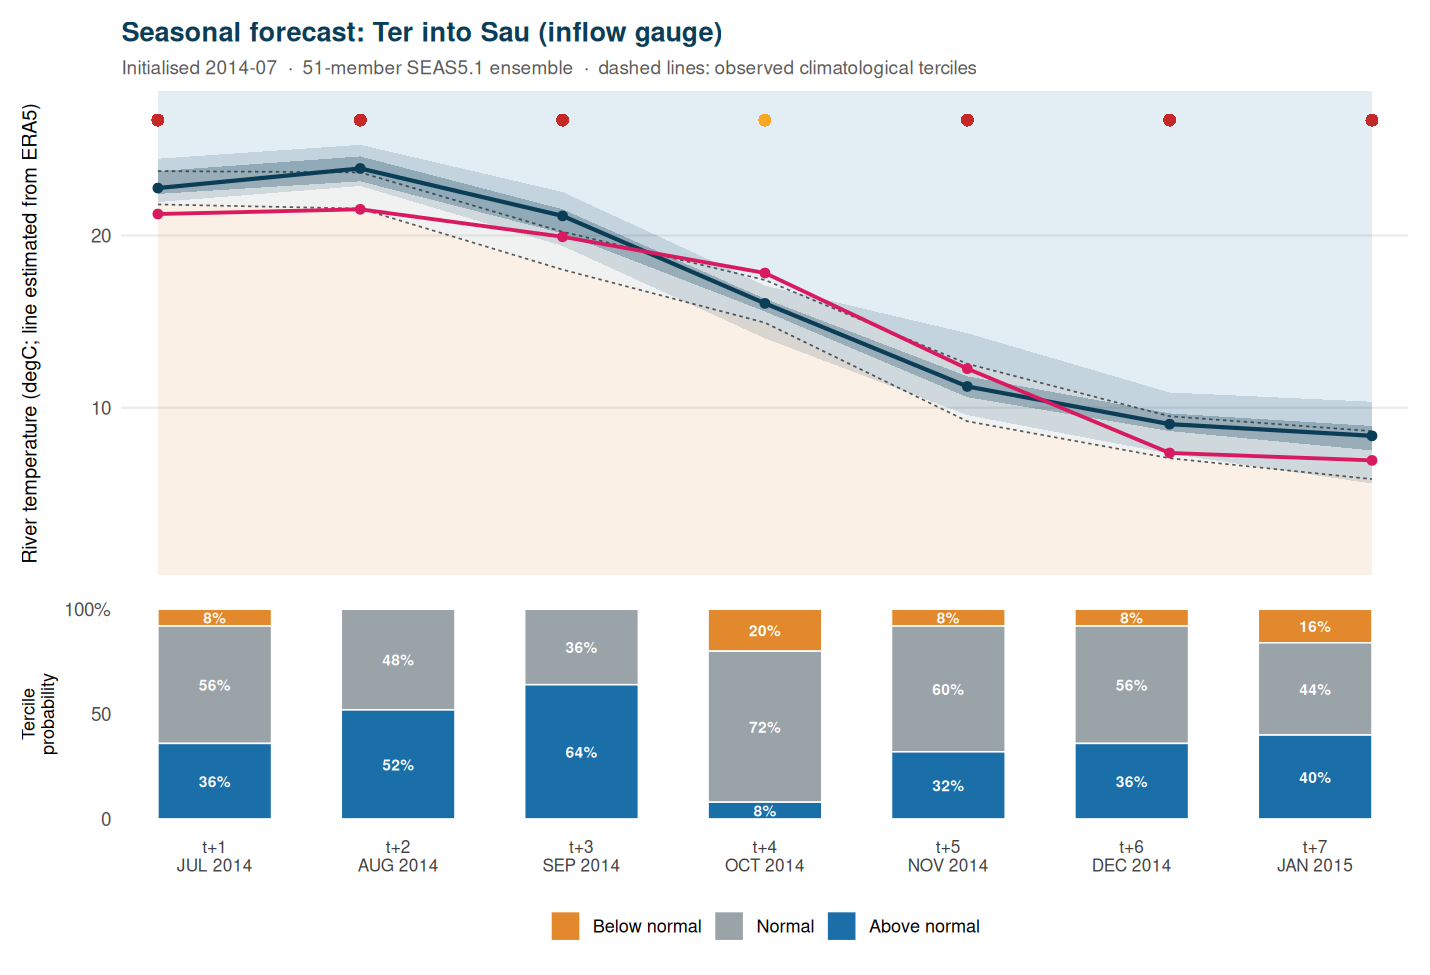 Seasonal forecast: Ter into Sau (inflow gauge)
Initialised 2014-07 · 51-member SEAS5.1 ensemble · dashed lines: observed climatological terciles
River temperature (degC; line estimated from ERA5)
20
10
Tercile
probability
100%
50
0
8% 20% 8% 8% 16%
56% 48% 36% 72% 60% 56% 44%
36% 52% 64% 8% 32% 36% 40%
t+1 t+2 t+3 t+4 t+5 t+6 t+7
JUL 2014 AUG 2014 SEP 2014 OCT 2014 NOV 2014 DEC 2014 JAN 2015
Below normal Normal Above normal